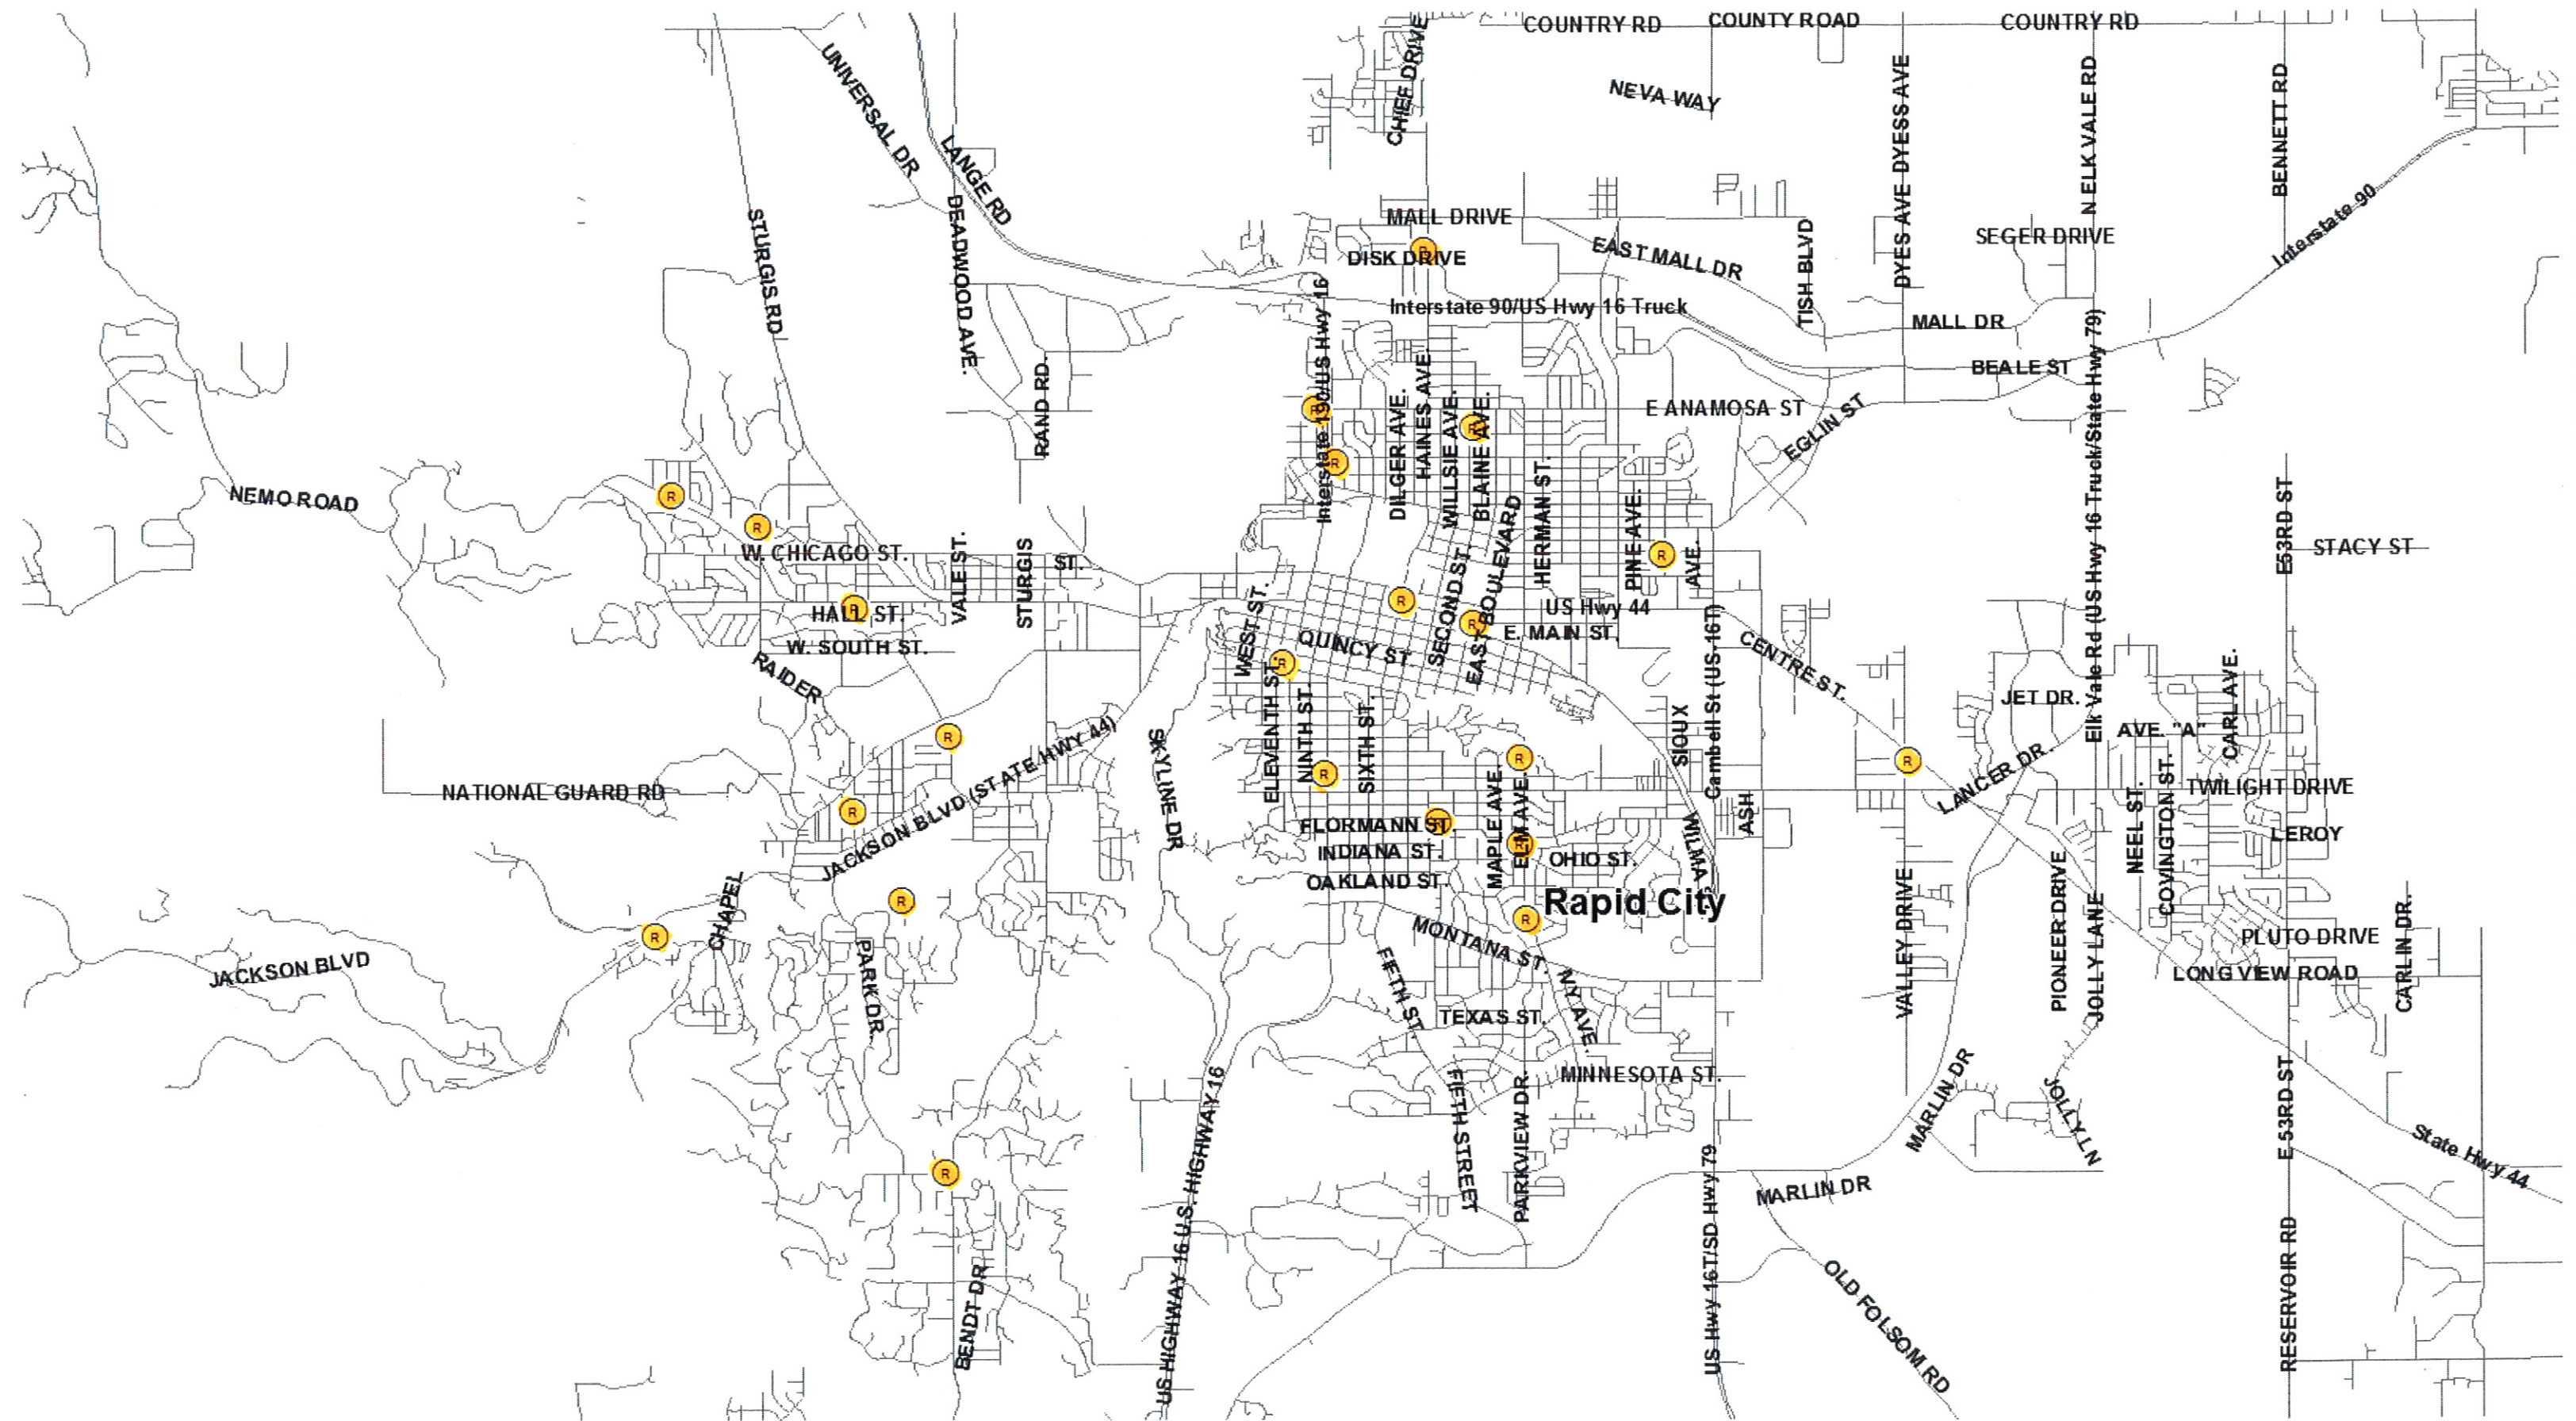 COUNTRY RD
COUNTY ROAD
COUNTRY RD
CHIEF DRIVE
UNIVERSAL DR
LANGE RD
NEVA WAY
DYES AVE DYESS AVE
N ELK VALE RD
BENNETT RD
STURGIS RD
DEADWOOD AVE.
MALL DRIVE
R
DISK DRIVE
EAST MALL DR
TISH BLVD
SEGER DRIVE
Interstate 90
Interstate 90/US Hwy 16 Truck
MALL DR
BEALE ST
RAND RD.
Interstate 190/US Hwy 16
R
R
DILGER AVE.
HAINES AVE.
WILLSIE AVE.
BLAINE AVE.
R
E ANAMOSA ST
EGLIN ST
Elk Vale Rd (US Hwy 16 Truck/State Hwy 79)
NEMO ROAD
R
R
W. CHICAGO ST.
VALE ST.
STURGIS
ST.
HERMAN ST.
PINE AVE.
R
AVE.
E53RD ST
STACY ST
R
HALL ST.
W. SOUTH ST.
RAIDER
WEST ST.
R
SECOND ST
EAST BOULEVARD
R
US Hwy 44
E. MAIN ST.
QUINCY ST.
R
CENTRE ST.
Cambell St (US-16T)
SIOUX
JET DR.
AVE. "A"
CARL AVE.
ELEVENTH ST.
NINTH ST.
SIXTH ST.
SKYLINE DR
R
R
JACKSON BLVD (STATE HWY 44)
NATIONAL GUARD RD
R
R
R
LANCER DR.
TWILIGHT DRIVE
NEEL ST.
COVINGTON ST.
LEROY
ASH
WILMA
FLORMANN ST.
R
MAPLE AVE.
ELM AVE.
R
INDIANA ST.
OHIO ST.
OAKLAND ST.
Rapid City
R
MONTANA ST.
R
R
CHAPEL
PARK DR.
JACKSON BLVD
VALLEY DRIVE
PIONEER DRIVE
JOLLY LANE
PLUTO DRIVE
LONGVIEW ROAD
CARLIN DR.
FIFTH ST.
NY AVE.
TEXAS ST.
MINNESOTA ST.
FIFTH STREET
PARKVIEW DR.
MARLIN DR
JOLLY LN
E 53RD ST
State Hwy 44
R
BENDT DR
US HIGHWAY 16 U.S. HIGHWAY 16
US Hwy 16T/SD Hwy 79
MARLIN DR
OLD FOLSOM RD
RESERVOIR RD